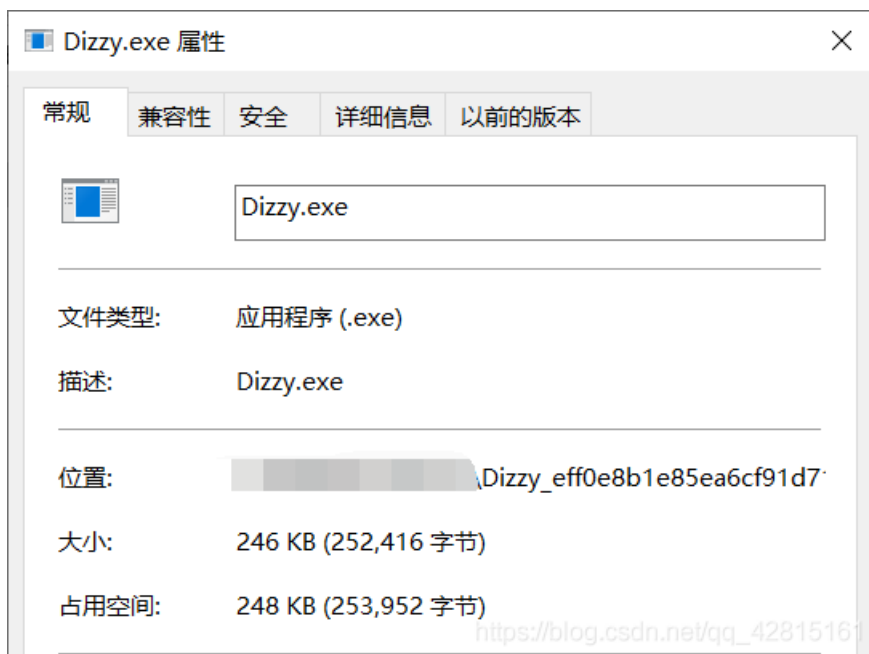 Dizzy.exe 属性
常规 兼容性 安全 详细信息 以前的版本
Dizzy.exe
文件类型: 应用程序 (.exe)
描述: Dizzy.exe
位置: \Dizzy_eff0e8b1e85ea6cf91d7
大小: 246 KB (252,416 字节)
占用空间: 248 KB (253,952 字节)
https://blog.csdn.net/qq_42815161